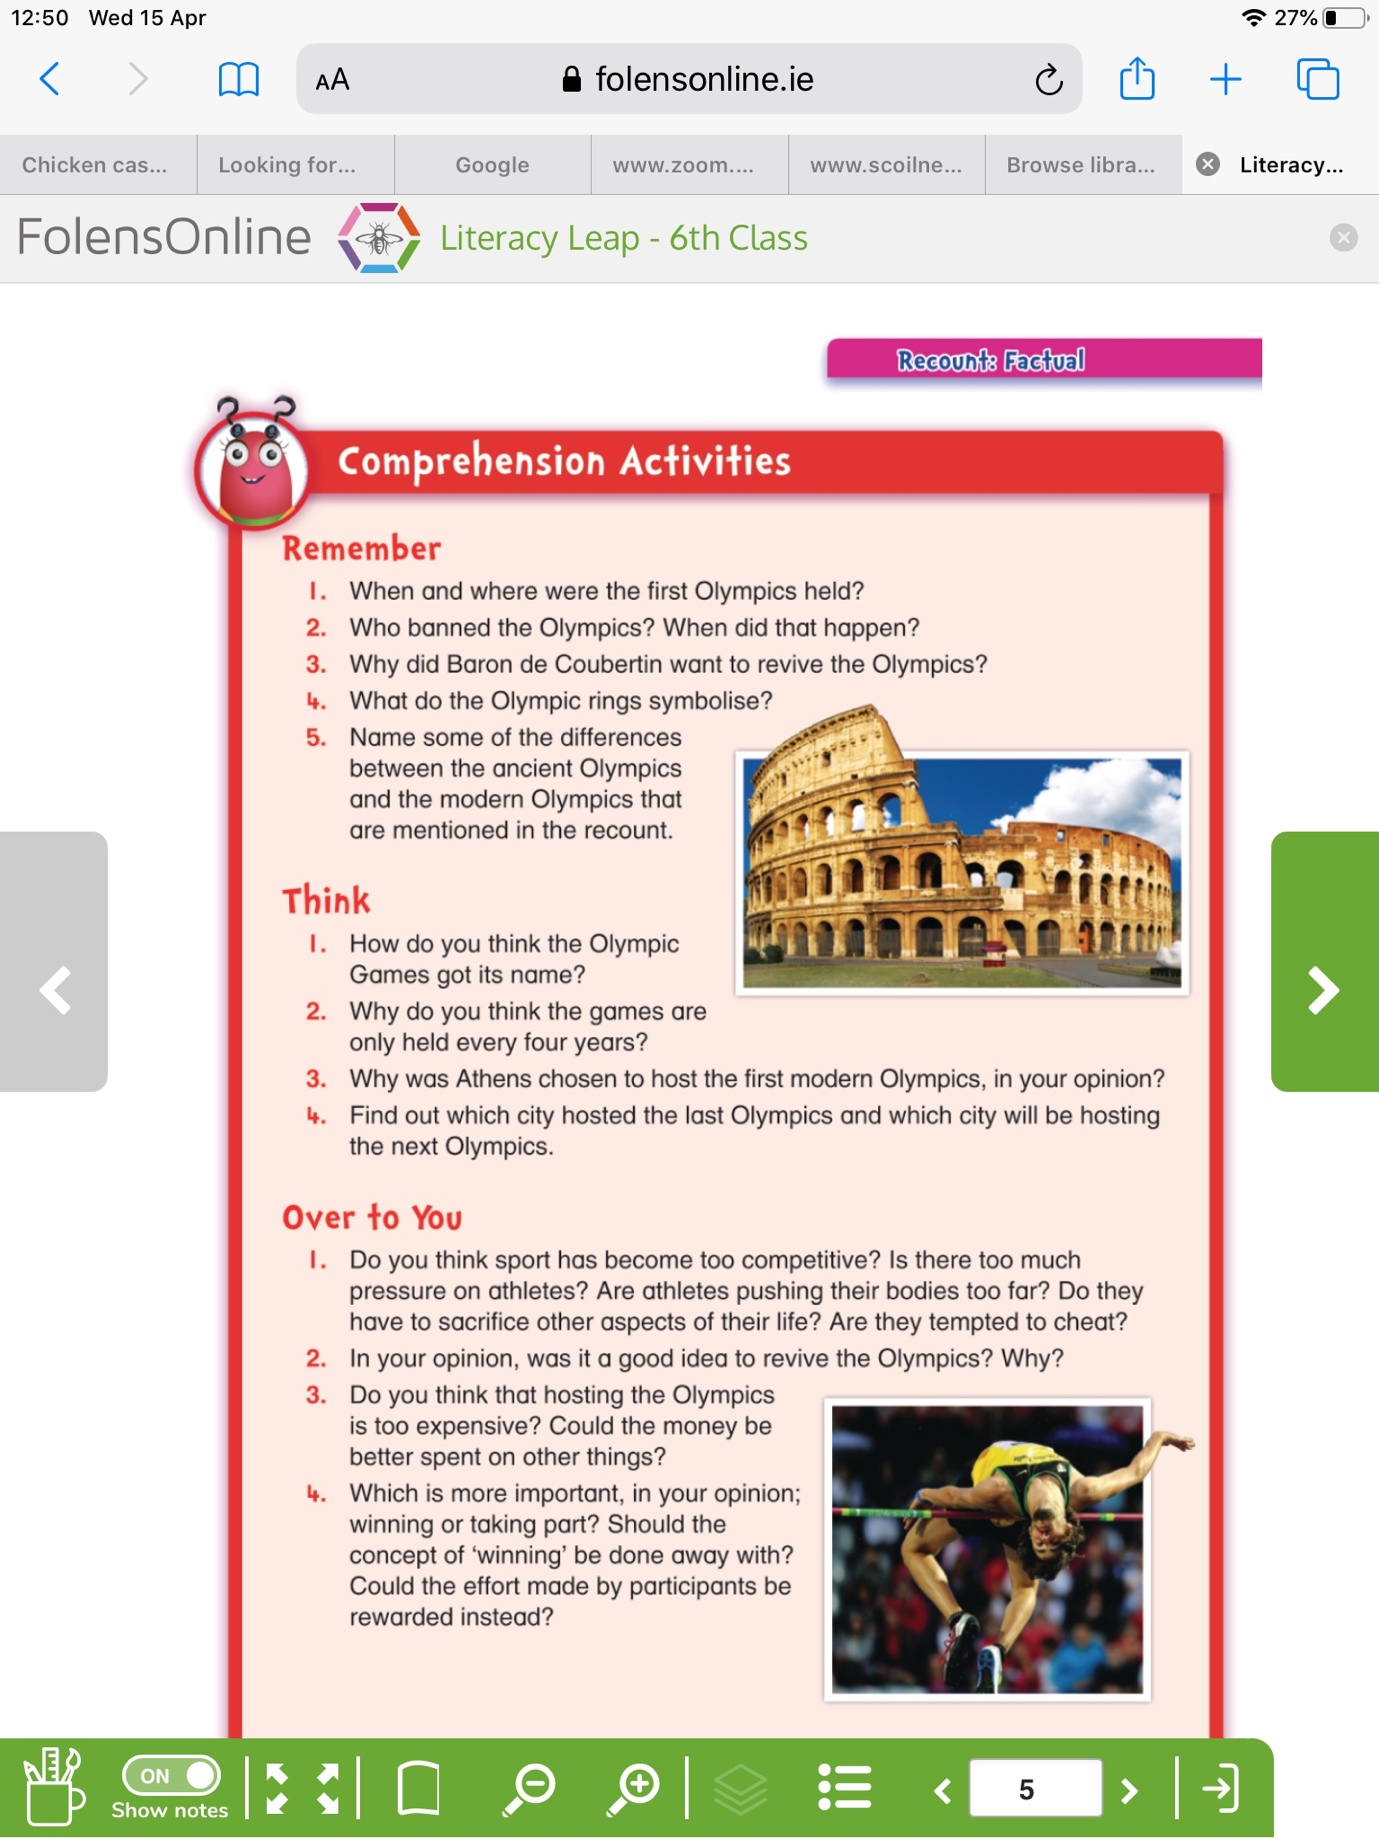 12:50 Wed 15 Apr
27%
AA
folensonline.ie
Chicken cas...
Looking for...
Google
www.zoom....
www.scoilne...
Browse libra...
Literacy...
FolensOnline
Literacy Leap - 6th Class
Recount: Factual
Comprehension Activities
Remember
1. When and where were the first Olympics held?
2. Who banned the Olympics? When did that happen?
3. Why did Baron de Coubertin want to revive the Olympics?
4. What do the Olympic rings symbolise?
5. Name some of the differences
between the ancient Olympics
and the modern Olympics that
are mentioned in the recount.
Think
1. How do you think the Olympic
Games got its name?
2. Why do you think the games are
only held every four years?
3. Why was Athens chosen to host the first modern Olympics, in your opinion?
4. Find out which city hosted the last Olympics and which city will be hosting
the next Olympics.
Over to You
1. Do you think sport has become too competitive? Is there too much
pressure on athletes? Are athletes pushing their bodies too far? Do they
have to sacrifice other aspects of their life? Are they tempted to cheat?
2. In your opinion, was it a good idea to revive the Olympics? Why?
3. Do you think that hosting the Olympics
is too expensive? Could the money be
better spent on other things?
4. Which is more important, in your opinion;
winning or taking part? Should the
concept of ‘winning’ be done away with?
Could the effort made by participants be
rewarded instead?
ON
Show notes
5